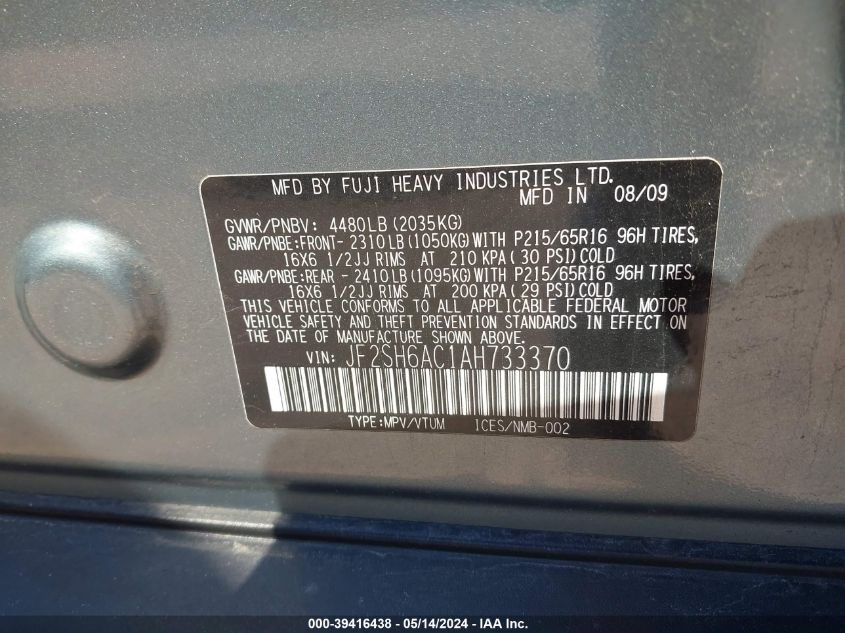 MFD BY FUJI HEAVY INDUSTRIES LTD.
MFD IN 08/09
GVWR/PNBV: 4480LB(2035KG)
GAWR/PNBE:FRONT- 2310LB(1050KG)WITH P215/65R16 96H TIRES,
16X6 1/2JJ RIMS AT 210 KPA(30 PSI)COLD
GAWR/PNBE:REAR - 2410LB(1095KG)WITH P215/65R16 96H TIRES,
16X6 1/2JJ RIMS AT 200 KPA(29 PSI)COLD
THIS VEHICLE CONFORMS TO ALL APPLICABLE FEDERAL MOTOR
VEHICLE SAFETY AND THEFT PREVENTION STANDARDS IN EFFECT ON
THE DATE OF MANUFACTURE SHOWN ABOVE.
VIN: JF2SH6AC1AH733370
TYPE:MPV/VTUM ICES/NMB-002
000-39416438 - 05/14/2024 - IAA Inc.